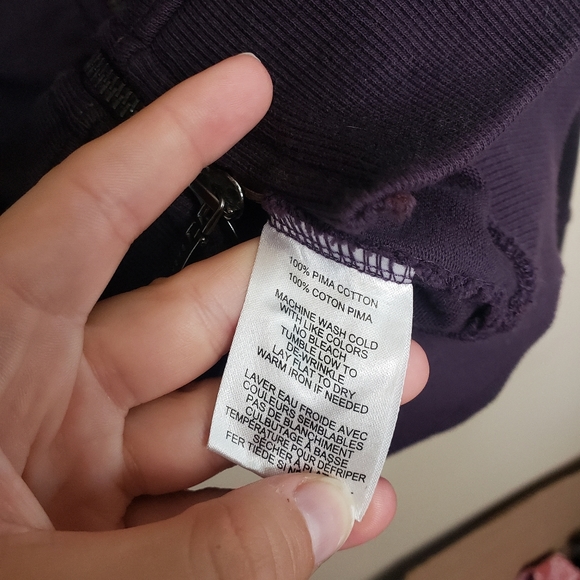 100% PIMA COTTON
100% COTON PIMA
MACHINE WASH COLD
WITH LIKE COLORS
NO BLEACH
TUMBLE LOW TO
DE-WRINKLE
LAY FLAT TO DRY
WARM IRON IF NEEDED
LAVER EAU FROIDE AVEC
COULEURS SEMBLABLES
PAS DE BLANCHIMENT
CULBUTAGE À BASSE
TEMPÉRATURE POUR DÉFRIPER
SÉCHER À PLAT
FER TIÈDE SI